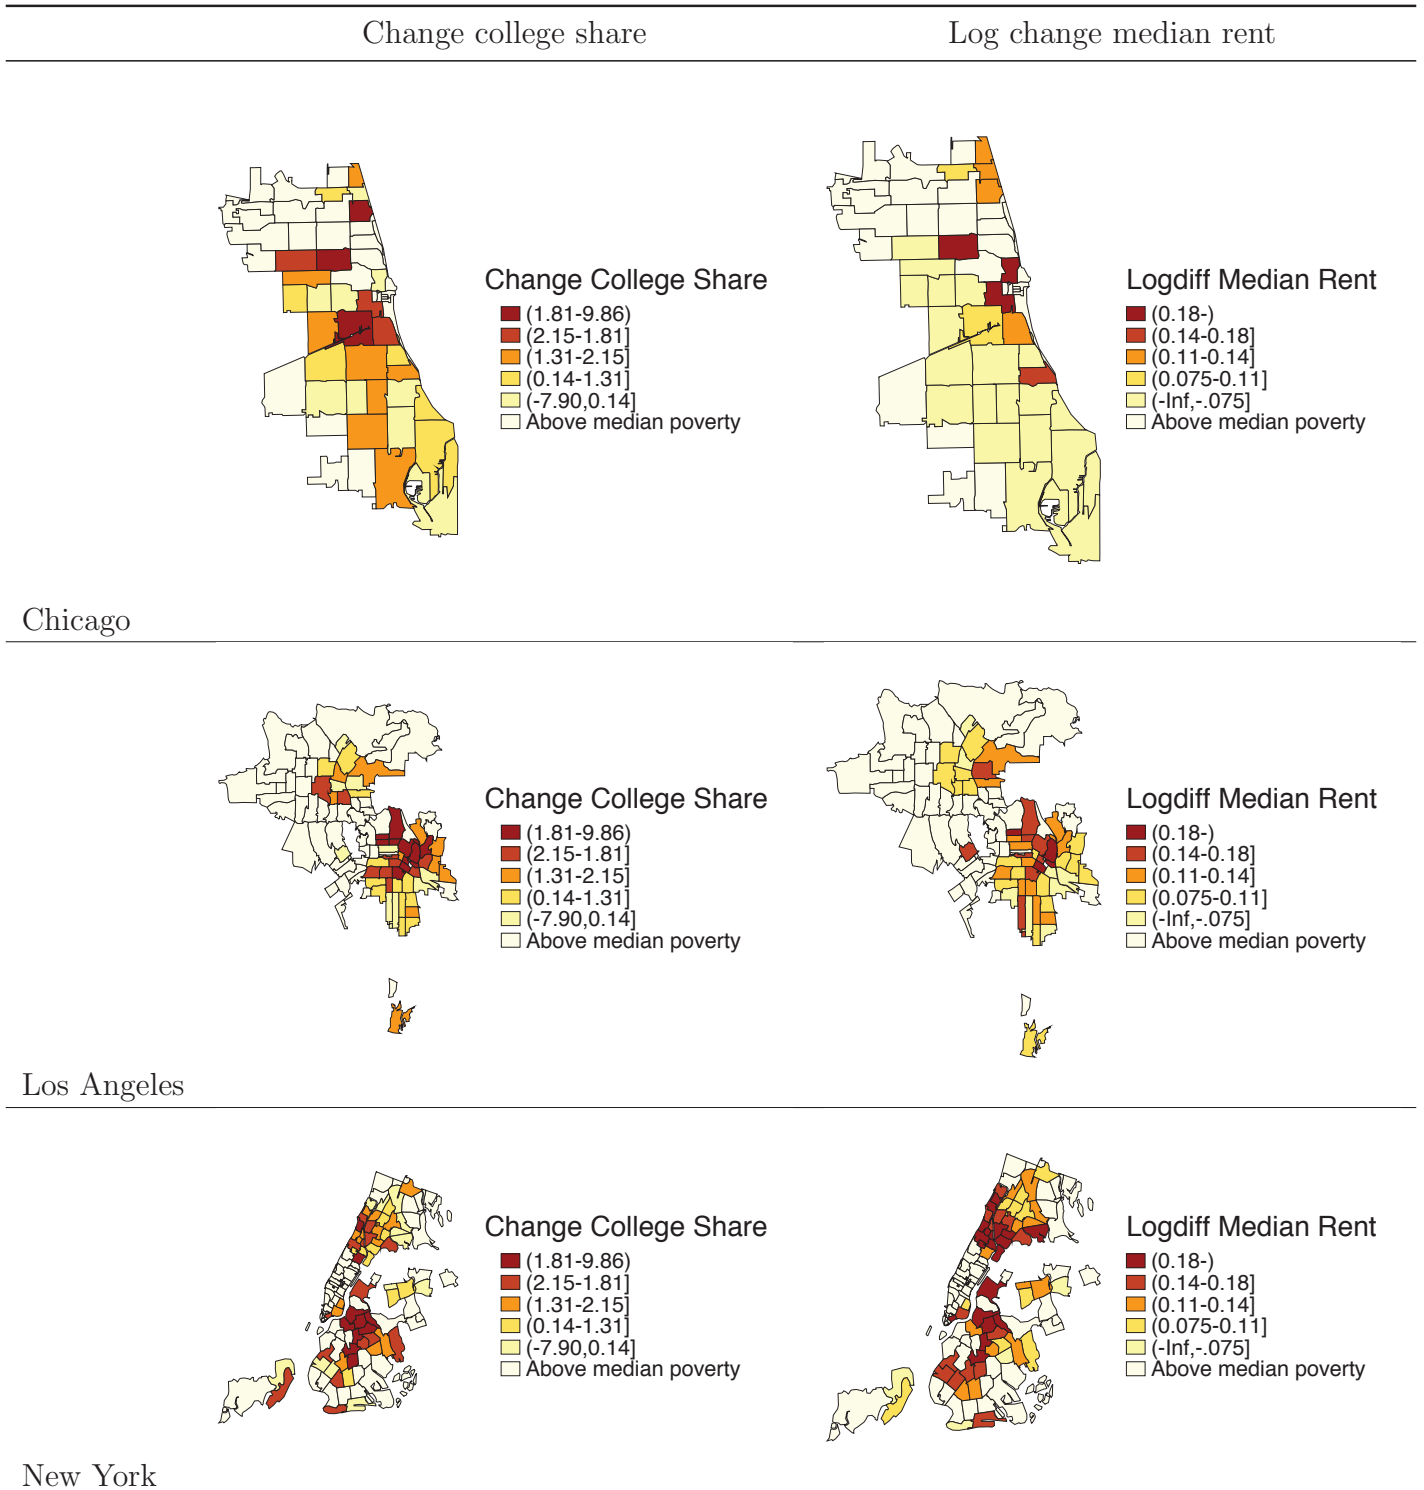 Change college share
Log change median rent
Change College Share
(1.81-9.86)
(2.15-1.81]
(1.31-2.15]
(0.14-1.31]
(-7.90,0.14]
Above median poverty
Logdiff Median Rent
(0.18-)
(0.14-0.18]
(0.11-0.14]
(0.075-0.11]
(-Inf,-.075]
Above median poverty
Chicago
Change College Share
(1.81-9.86)
(2.15-1.81]
(1.31-2.15]
(0.14-1.31]
(-7.90,0.14]
Above median poverty
Logdiff Median Rent
(0.18-)
(0.14-0.18]
(0.11-0.14]
(0.075-0.11]
(-Inf,-.075]
Above median poverty
Los Angeles
Change College Share
(1.81-9.86)
(2.15-1.81]
(1.31-2.15]
(0.14-1.31]
(-7.90,0.14]
Above median poverty
Logdiff Median Rent
(0.18-)
(0.14-0.18]
(0.11-0.14]
(0.075-0.11]
(-Inf,-.075]
Above median poverty
New York